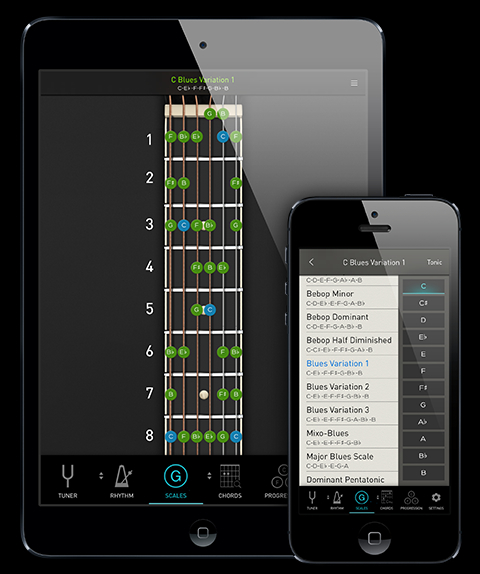 C Blues Variation 1
C-E♭-F-F♯-G-B♭-B
G B
1 F B♭ E♭ C F
2 F♯ B F♯
3 G C F B♭ G
4 F♯ B E♭
5 G C
6 B♭ E♭ F B♭
7 B F♯ B
8 C F B♭ E♭ G C
TUNER RHYTHM G SCALES CHORDS
C Blues Variation 1 Tonic
C-D-E-F-G-A♭-A-B
Bebop Minor
C-D-E♭-E-F-G-A-B♭
Bebop Dominant
C-D-E-F-G-A-B♭-B
Bebop Half Diminished
C-C♯-E♭-F-F♯-G-A♭-B
Blues Variation 1
C-E♭-F-F♯-G-B♭-B
Blues Variation 2
Blues Variation 3
Mixo-Blues
Major Blues Scale
C-D-E♭-E-G-A
Dominant Pentatonic
C
C♯
D
E♭
E
F
F♯
G
A♭
A
B♭
B
TUNER RHYTHM G SCALES CHORDS PROGRESSION SETTINGS